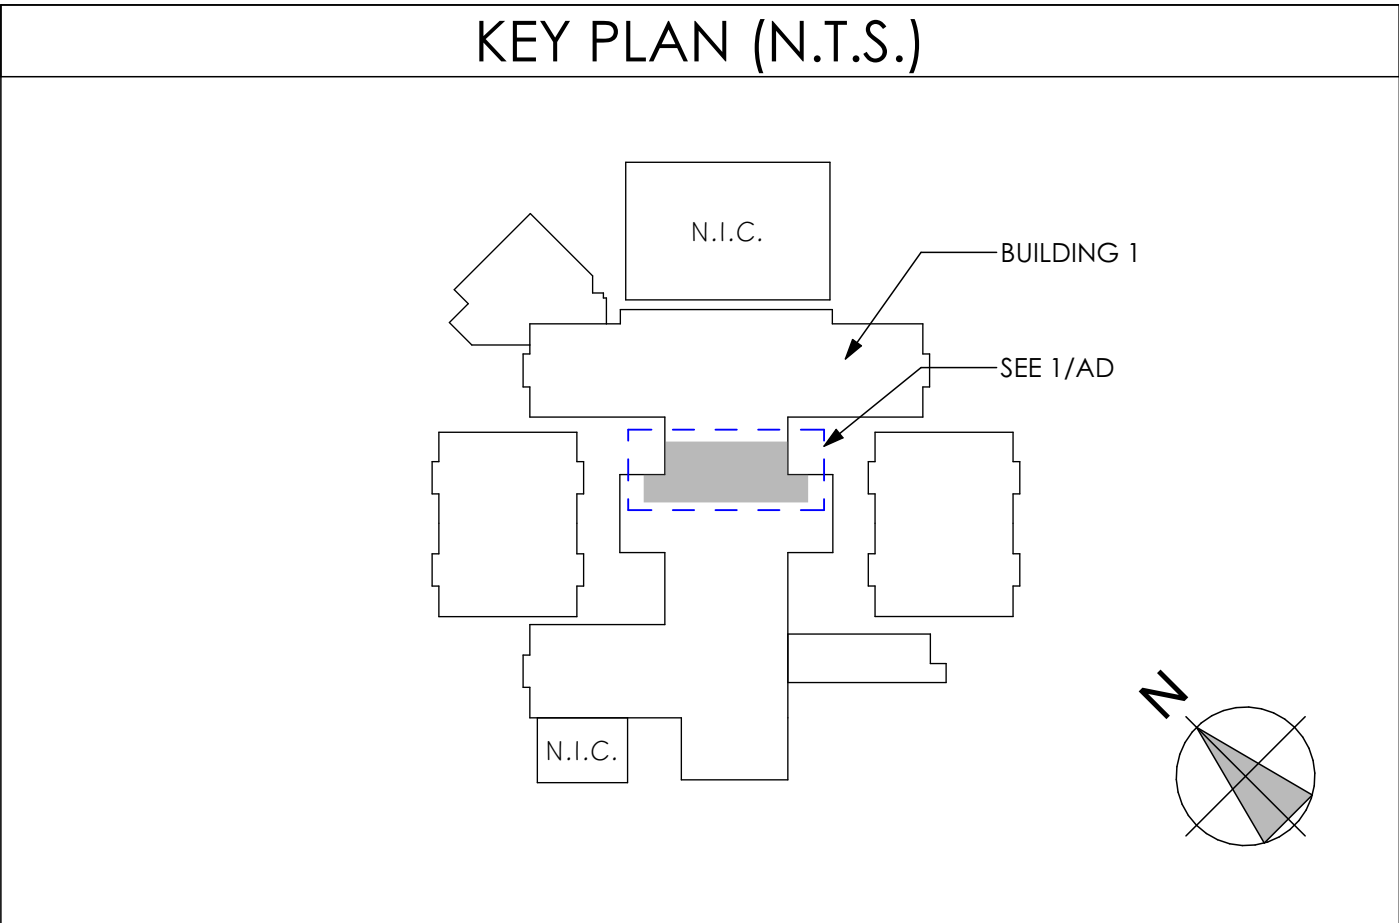 KEY PLAN (N.T.S.)
N.I.C.
BUILDING 1
SEE 1/AD
N
N.I.C.